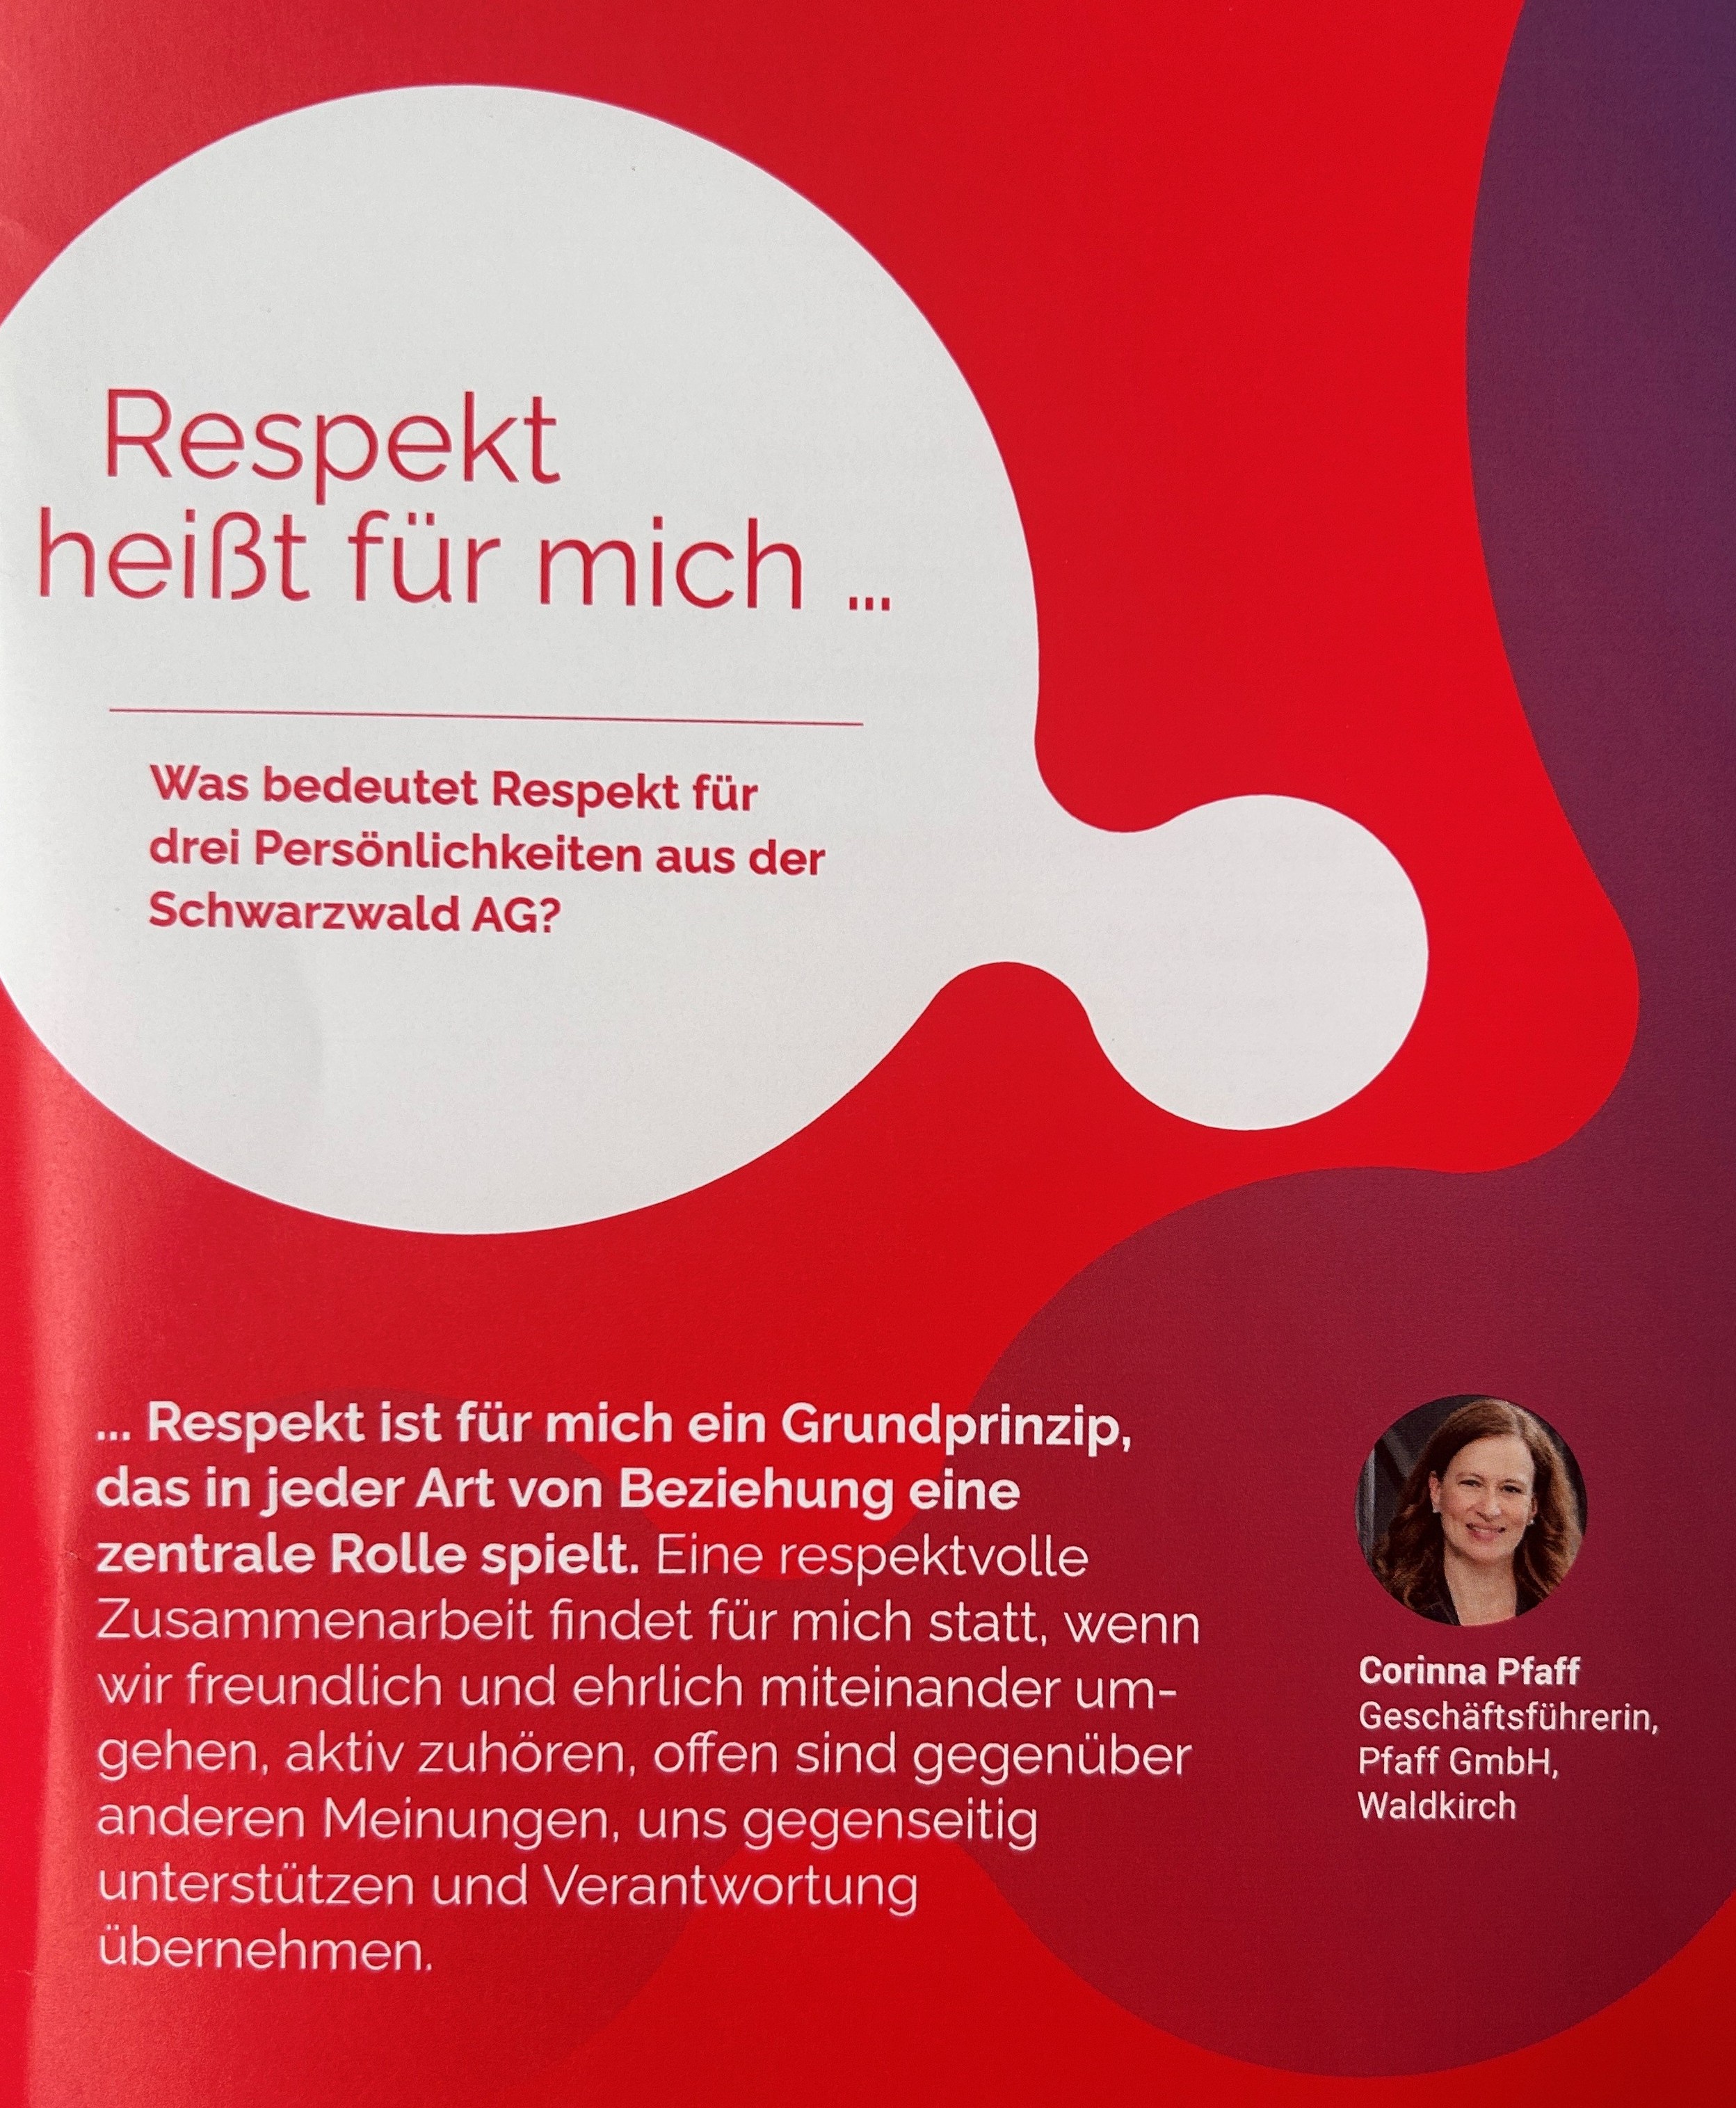 Respekt
heißt für mich ...
Was bedeutet Respekt für
drei Persönlichkeiten aus der
Schwarzwald AG?
... Respekt ist für mich ein Grundprinzip,
das in jeder Art von Beziehung eine
zentrale Rolle spielt. Eine respektvolle
Zusammenarbeit findet für mich statt, wenn
wir freundlich und ehrlich miteinander um-
gehen, aktiv zuhören, offen sind gegenüber
anderen Meinungen, uns gegenseitig
unterstützen und Verantwortung
übernehmen.
Corinna Pfaff
Geschäftsführerin,
Pfaff GmbH,
Waldkirch